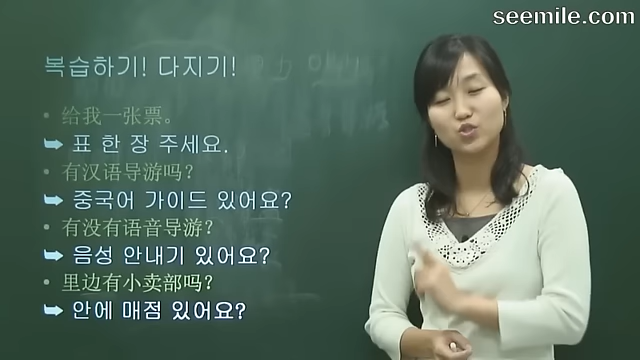 seemile.com
복습하기! 다지기!
• 给我一张票。
➥ 표 한 장 주세요.
• 有汉语导游吗?
➥ 중국어 가이드 있어요?
• 有没有语音导游?
➥ 음성 안내기 있어요?
• 里边有小卖部吗?
➥ 안에 매점 있어요?